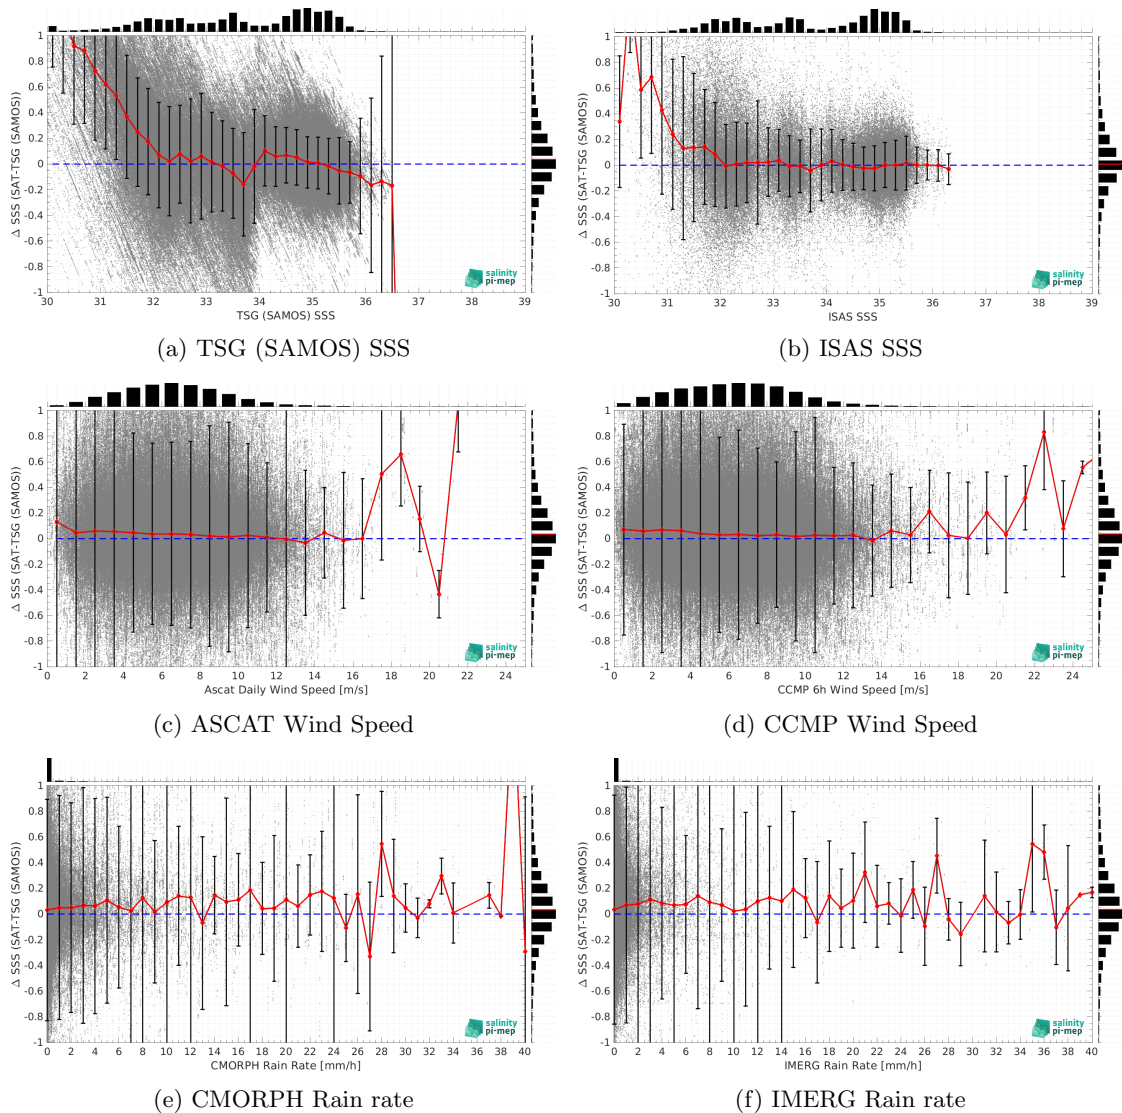 1
0.8
0.6
0.4
0.2
0
-0.2
-0.4
-0.6
-0.8
-1
Δ SSS (SAT-TSG (SAMOS))
30 31 32 33 34 35 36 37 38 39
TSG (SAMOS) SSS
salinity
pi-mep
(a) TSG (SAMOS) SSS
1
0.8
0.6
0.4
0.2
0
-0.2
-0.4
-0.6
-0.8
-1
Δ SSS (SAT-TSG (SAMOS))
30 31 32 33 34 35 36 37 38 39
ISAS SSS
salinity
pi-mep
(b) ISAS SSS
1
0.8
0.6
0.4
0.2
0
-0.2
-0.4
-0.6
-0.8
-1
Δ SSS (SAT-TSG (SAMOS))
0 2 4 6 8 10 12 14 16 18 20 22 24
Ascat Daily Wind Speed [m/s]
salinity
pi-mep
(c) ASCAT Wind Speed
1
0.8
0.6
0.4
0.2
0
-0.2
-0.4
-0.6
-0.8
-1
Δ SSS (SAT-TSG (SAMOS))
0 2 4 6 8 10 12 14 16 18 20 22 24
CCMP 6h Wind Speed [m/s]
salinity
pi-mep
(d) CCMP Wind Speed
1
0.8
0.6
0.4
0.2
0
-0.2
-0.4
-0.6
-0.8
-1
Δ SSS (SAT-TSG (SAMOS))
0 2 4 6 8 10 12 14 16 18 20 22 24 26 28 30 32 34 36 38 40
CMORPH Rain Rate [mm/h]
salinity
pi-mep
(e) CMORPH Rain rate
1
0.8
0.6
0.4
0.2
0
-0.2
-0.4
-0.6
-0.8
-1
Δ SSS (SAT-TSG (SAMOS))
0 2 4 6 8 10 12 14 16 18 20 22 24 26 28 30 32 34 36 38 40
IMERG Rain Rate [mm/h]
salinity
pi-mep
(f) IMERG Rain rate